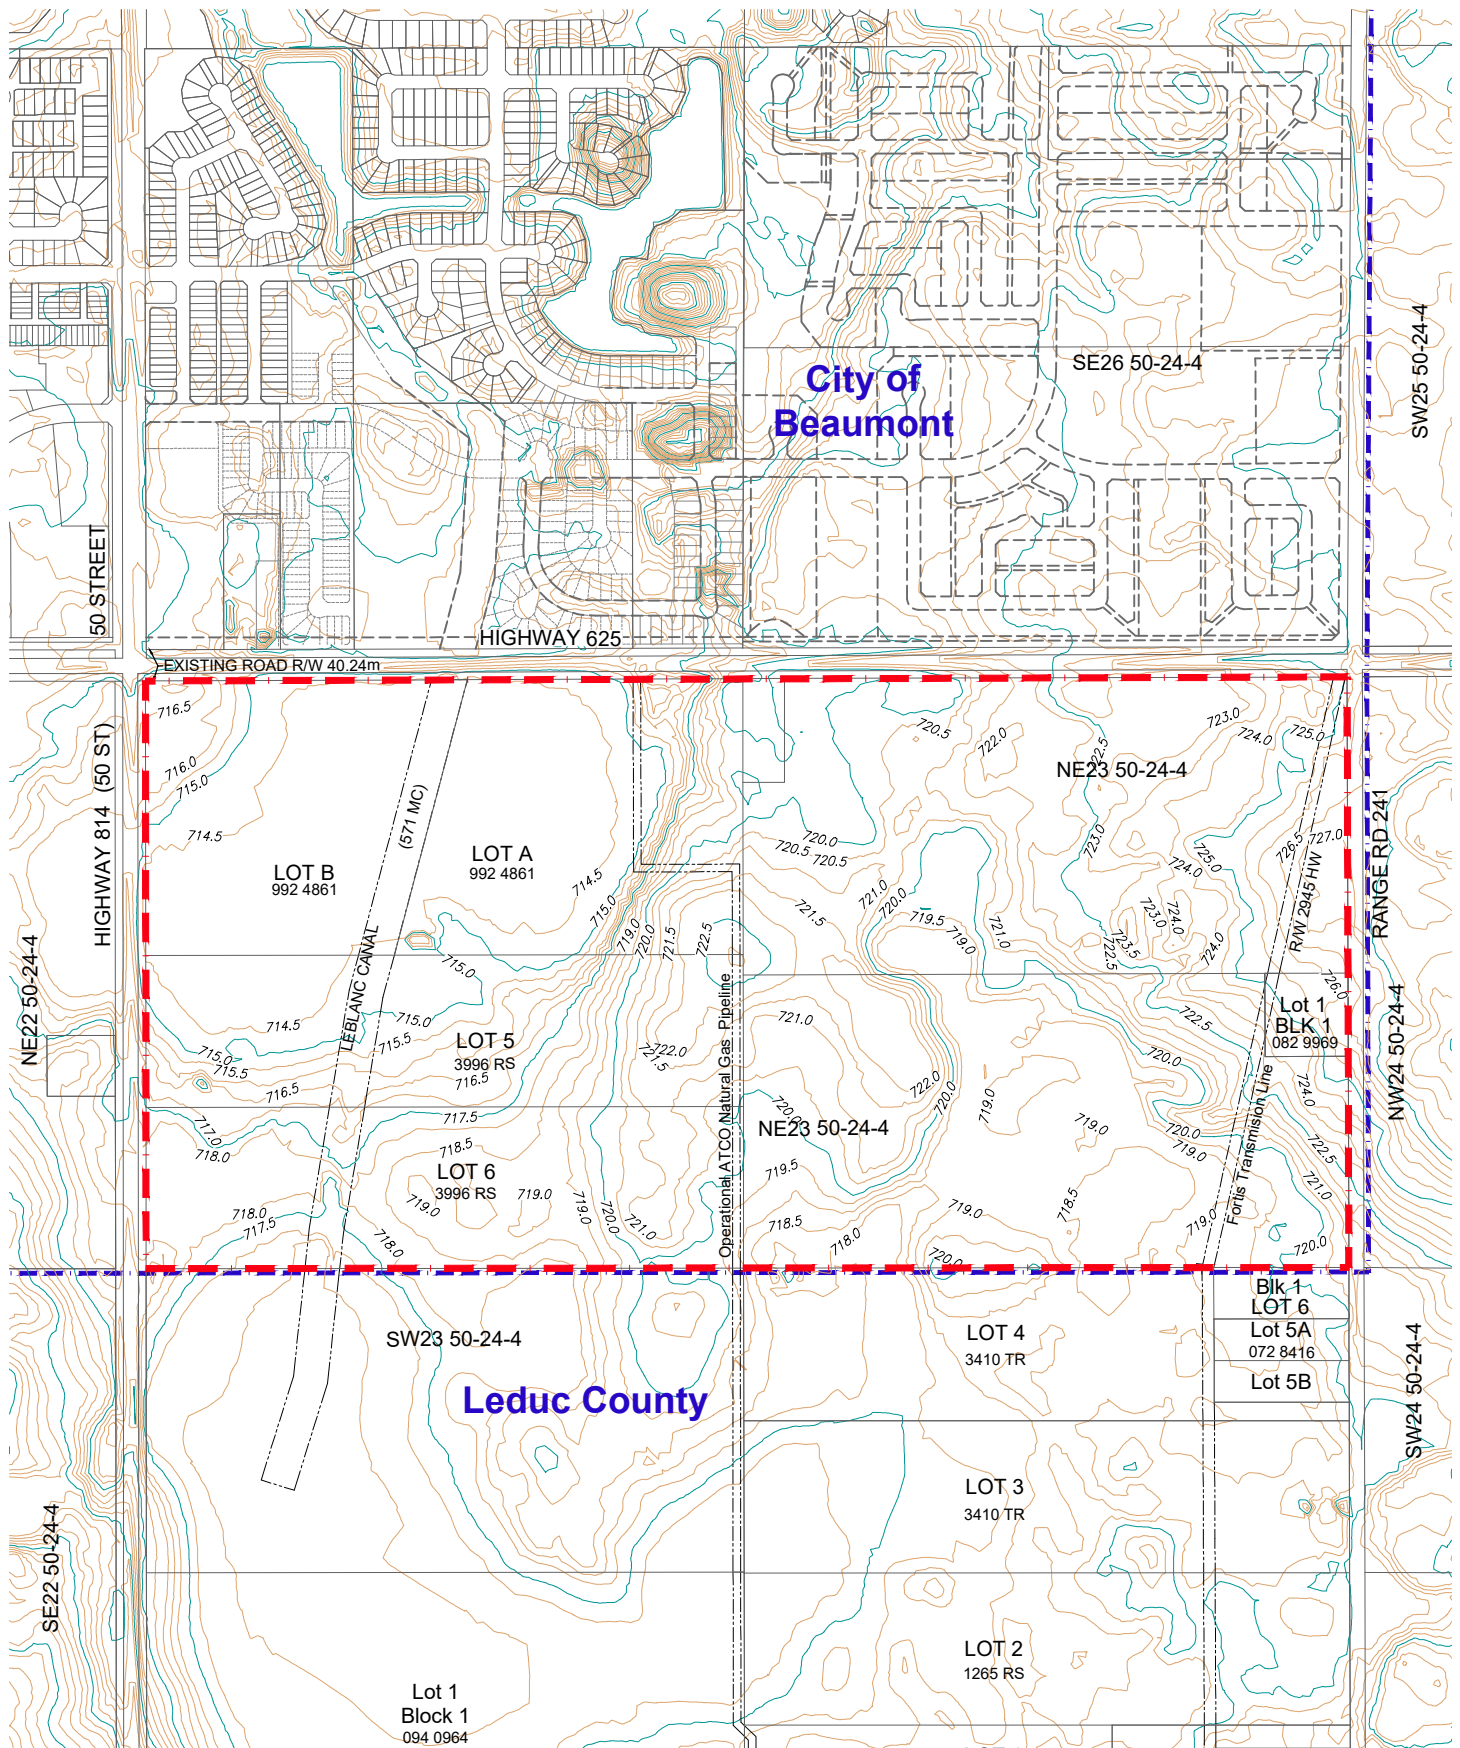 SE26 50-24-4
SW25 50-24-4
City of
Beaumont
50 STREET
HIGHWAY 625
EXISTING ROAD R/W 40.24m
716.5
716.0
715.0
714.5
HIGHWAY 814 (50 ST)
(571 MC)
LOT B
992 4861
LOT A
992 4861
714.5
715.0
719.0
720.0
721.5
722.5
720.5
722.0
722.5
723.0
724.0
725.0
NE23 50-24-4
720.0
720.5
720.5
723.0
725.0
724.0
726.5
727.0
721.0
720.0
721.5
719.5
719.0
721.0
723.0
724.0
723.5
722.5
724.0
R/W 2945 HW
RANGE RD 241
NE22 50-24-4
LEBLANC CANAL
715.0
715.0
714.5
715.5
715.0
715.5
716.5
LOT 5
3996 RS
716.5
722.0
721.5
Operational ATCO Natural Gas Pipeline
721.0
722.0
720.0
719.0
719.0
722.5
720.0
726.0
Lot 1
BLK 1
082 9969
724.0
NW24 50-24-4
717.0
718.0
717.5
718.5
LOT 6
3996 RS
719.0
719.0
719.0
720.0
721.0
718.0
717.5
718.0
720.0
NE23 50-24-4
719.5
718.5
718.0
719.0
720.0
718.5
720.0
719.0
719.0
722.5
721.0
720.0
Fortis Transmision Line
SW23 50-24-4
Leduc County
LOT 4
3410 TR
Blk 1
LOT 6
Lot 5A
072 8416
Lot 5B
SW24 50-24-4
LOT 3
3410 TR
SE22 50-24-4
LOT 2
1265 RS
Lot 1
Block 1
094 0964